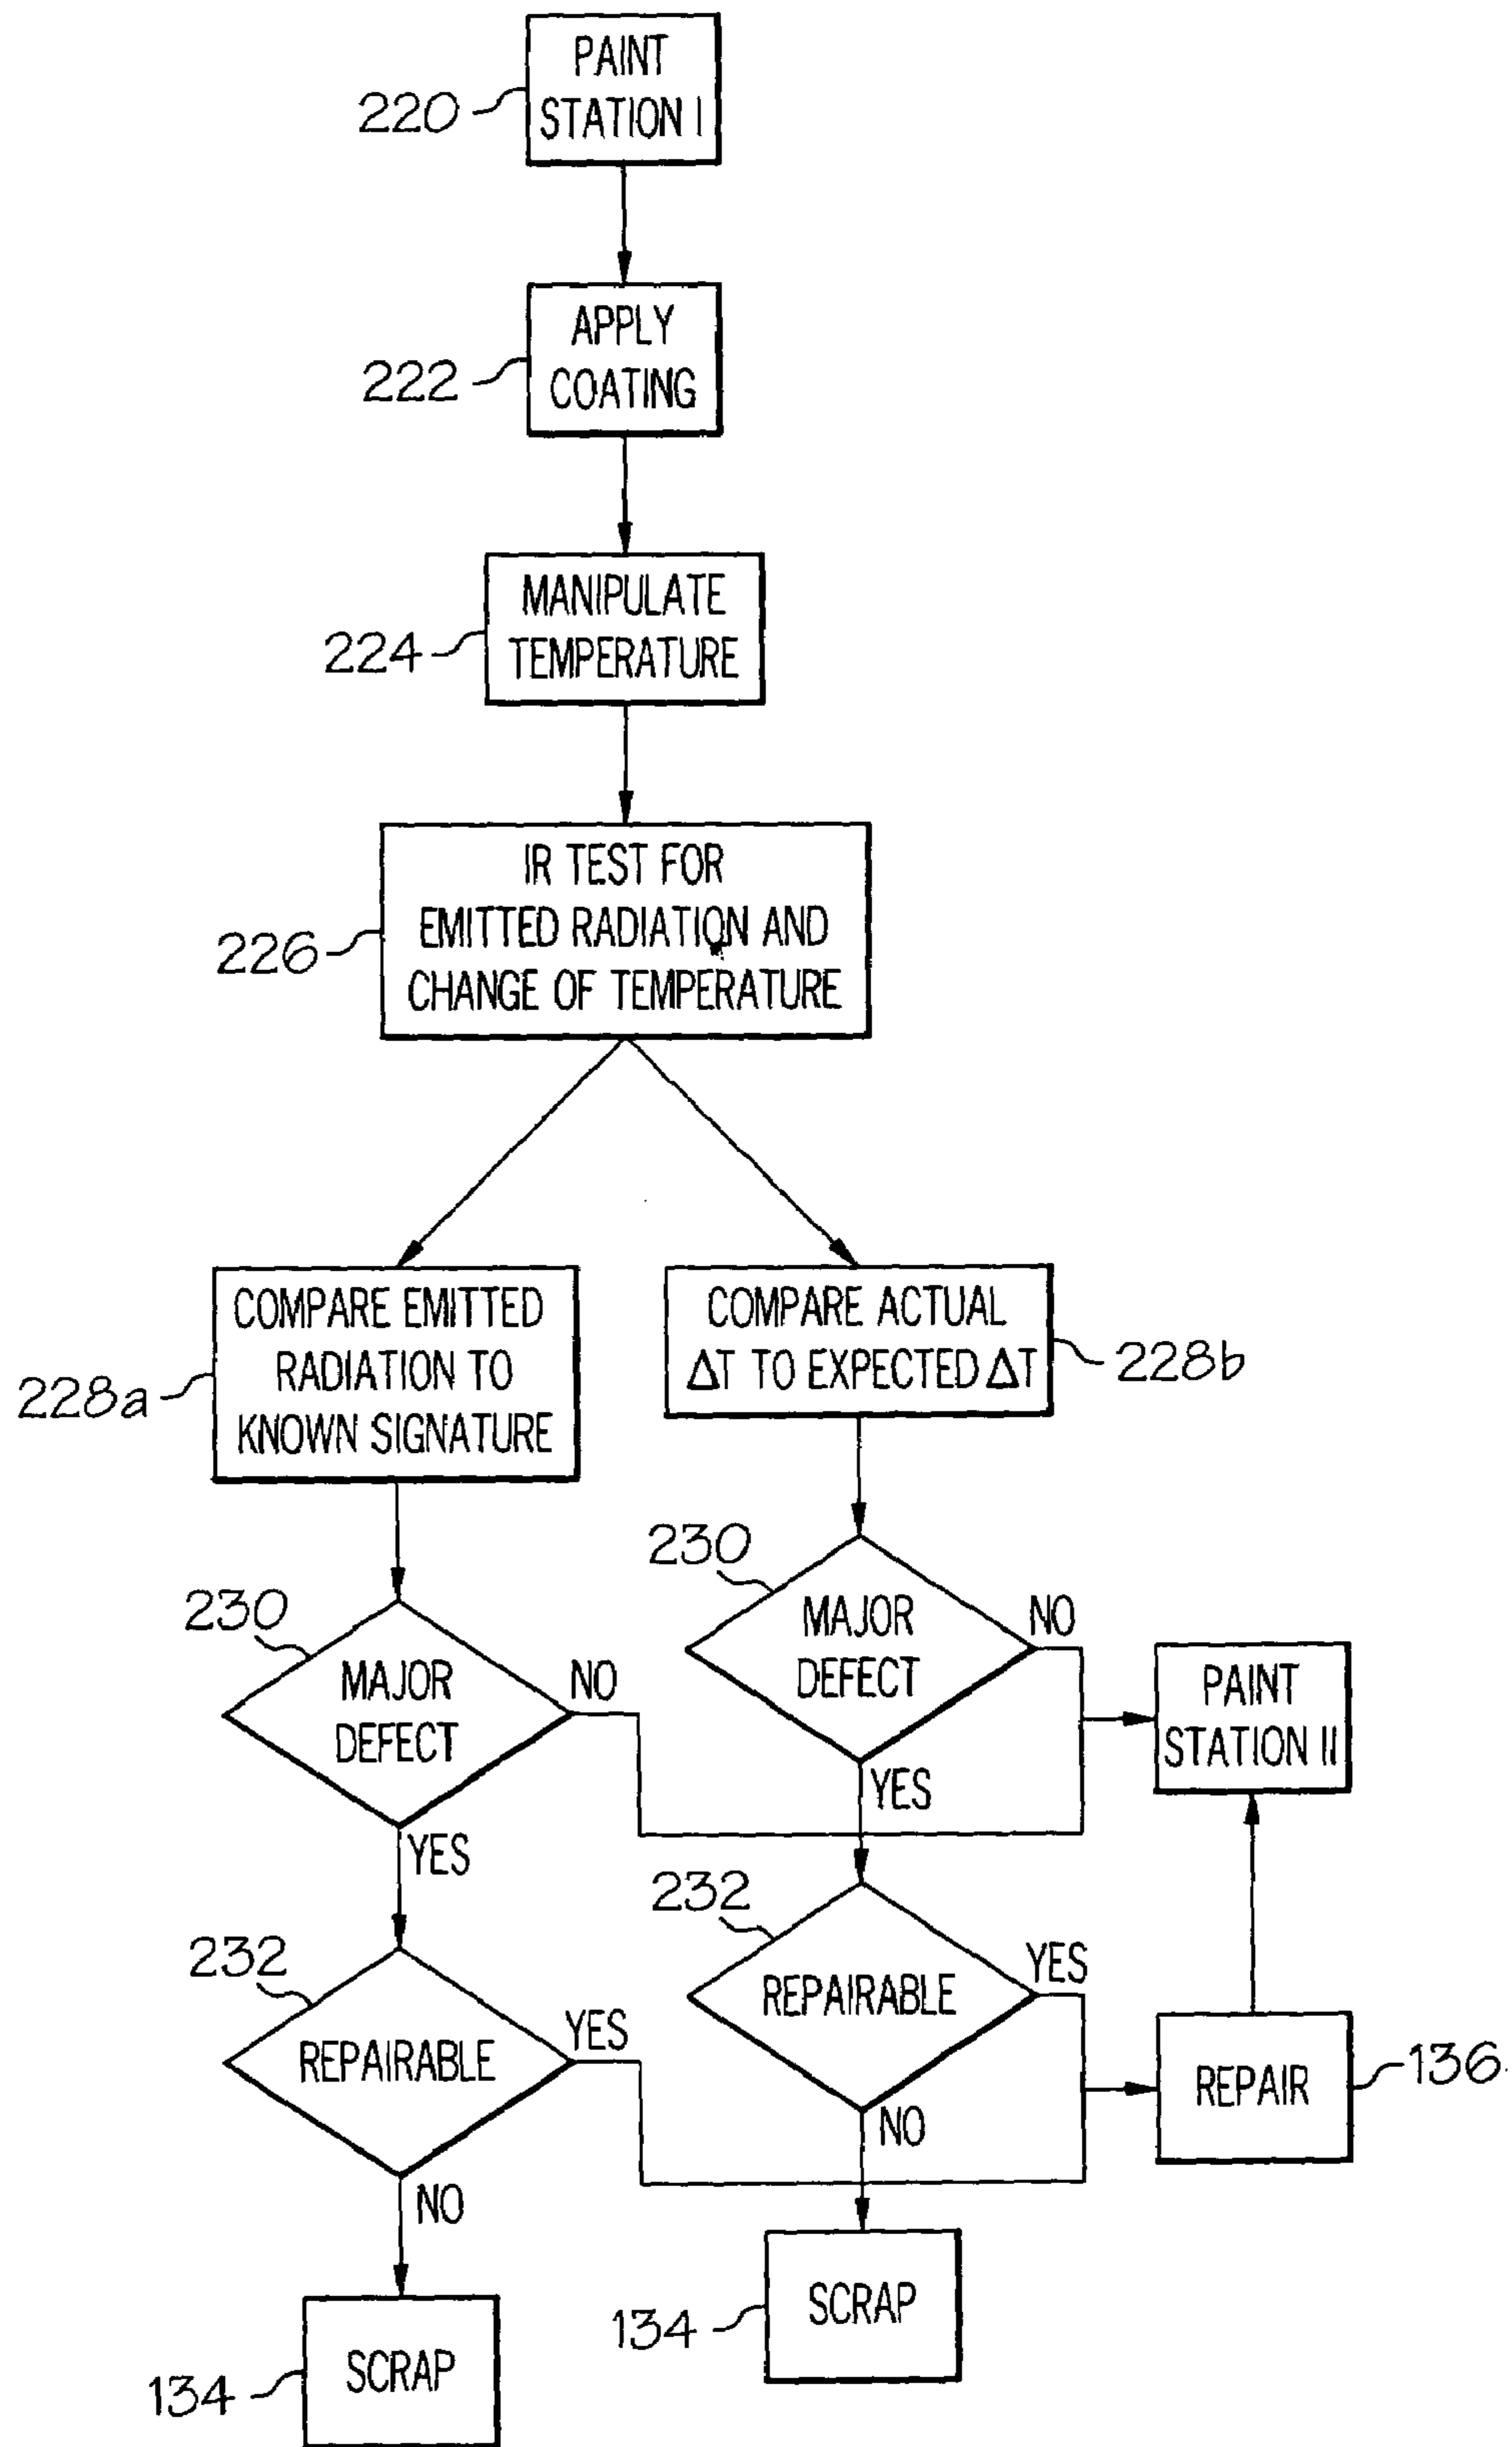 PAINT
STATION I
220
APPLY
COATING
222
MANIPULATE
TEMPERATURE
224
IR TEST FOR
EMITTED RADIATION AND
CHANGE OF TEMPERATURE
226
COMPARE EMITTED
RADIATION TO
KNOWN SIGNATURE
228a
COMPARE ACTUAL
ΔT TO EXPECTED ΔT
228b
230
MAJOR
DEFECT
NO
YES
230
MAJOR
DEFECT
NO
YES
PAINT
STATION II
232
REPAIRABLE
YES
NO
232
REPAIRABLE
YES
NO
REPAIR
136
SCRAP
134
SCRAP
134